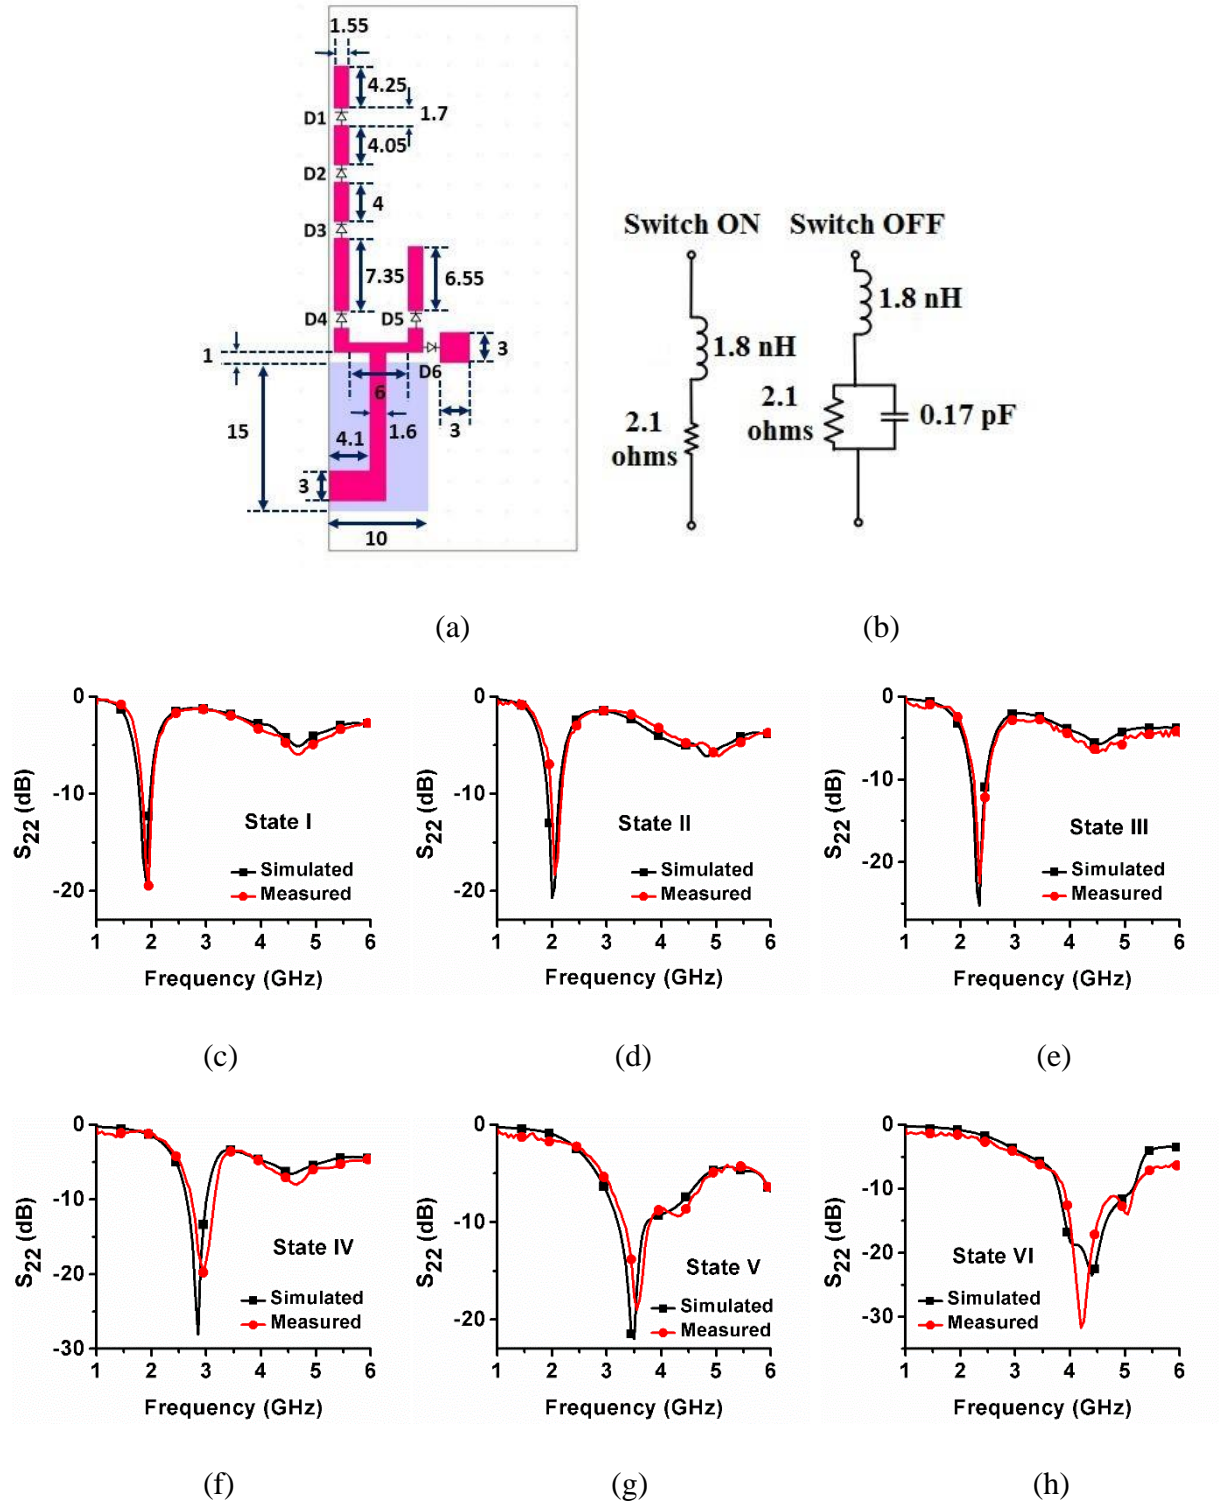 1.55
4.25
D1
1.7
4.05
D2
4
D3
7.35
6.55
D4
D5
1
3
D6
6
15
4.1
1.6
3
3
10
Switch ON
Switch OFF
1.8 nH
1.8 nH
2.1
ohms
2.1
ohms
0.17 pF
(a)
(b)
0
-10
-20
S22 (dB)
State I
Simulated
Measured
1 2 3 4 5 6
Frequency (GHz)
0
-10
-20
S22 (dB)
State II
Simulated
Measured
1 2 3 4 5 6
Frequency (GHz)
0
-10
-20
S22 (dB)
State III
Simulated
Measured
1 2 3 4 5 6
Frequency (GHz)
(c)
(d)
(e)
0
-10
-20
-30
S22 (dB)
State IV
Simulated
Measured
1 2 3 4 5 6
Frequency (GHz)
0
-10
-20
S22 (dB)
State V
Simulated
Measured
1 2 3 4 5 6
Frequency (GHz)
0
-10
-20
-30
S22 (dB)
State VI
Simulated
Measured
1 2 3 4 5 6
Frequency (GHz)
(f)
(g)
(h)